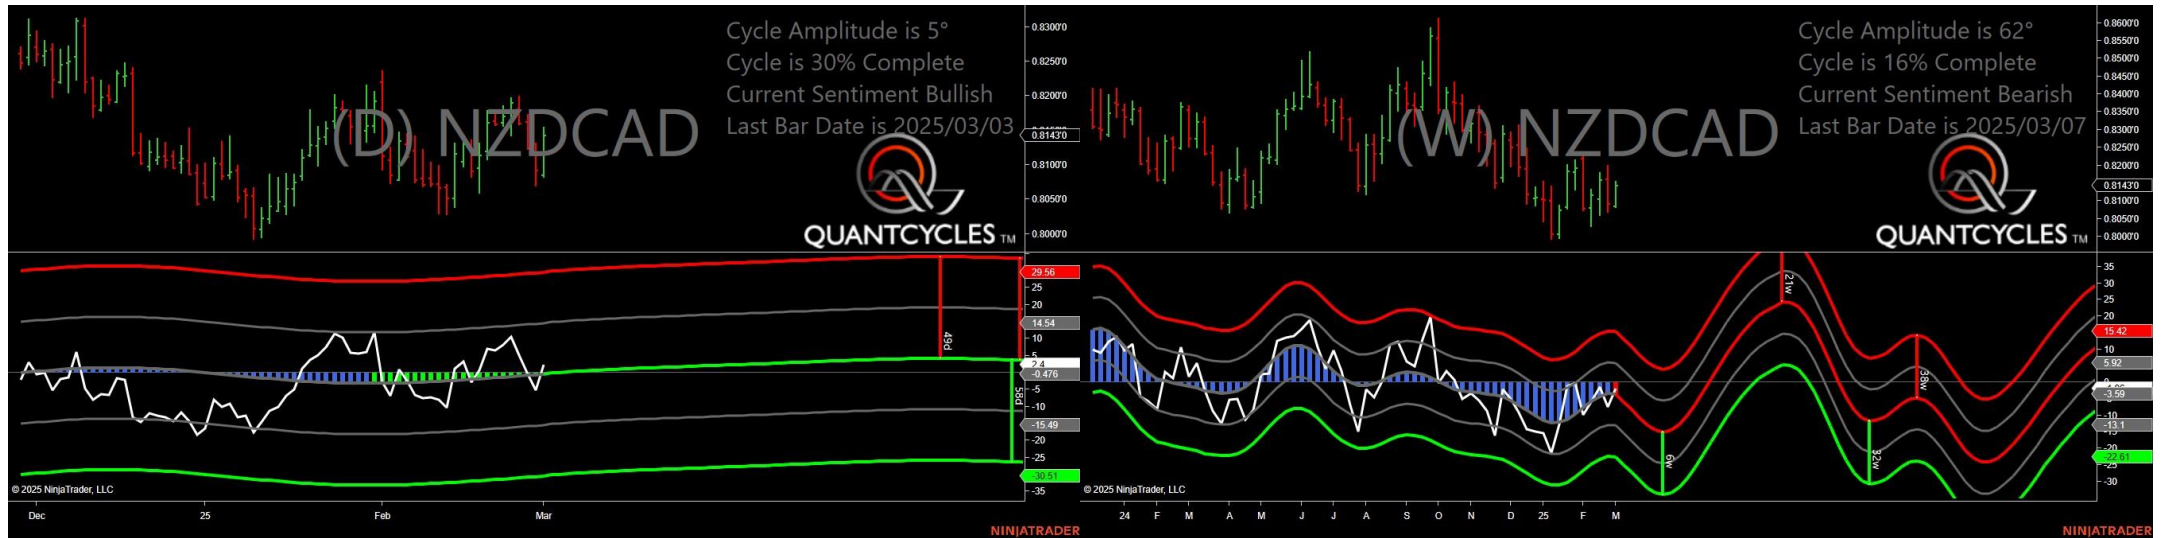 Cycle Amplitude is 5°
Cycle is 30% Complete
Current Sentiment Bullish
Last Bar Date is 2025/03/03
(D) NZDCAD
QUANTCYCLES TM
0.8300'0
0.8250'0
0.8200'0
0.8143'0
0.8100'0
0.8050'0
0.8000'0
29.56
25
20
14.54
10
5
2.4
-0.476
-5
-10
-15.49
-20
-25
-30.51
-35
49d
58d
© 2025 NinjaTrader, LLC
Dec 25 Feb Mar
NINJATRADER
Cycle Amplitude is 62°
Cycle is 16% Complete
Current Sentiment Bearish
Last Bar Date is 2025/03/07
(W) NZDCAD
QUANTCYCLES TM
0.8600'0
0.8550'0
0.8500'0
0.8450'0
0.8400'0
0.8350'0
0.8300'0
0.8250'0
0.8200'0
0.8143'0
0.8100'0
0.8050'0
0.8000'0
35
30
25
20
15.42
10
5.92
-3.59
-10
-13.1
-22.61
-25
-30
6w
21w
32w
38w
© 2025 NinjaTrader, LLC
24 F M A M J J A S O N D 25 F M
NINJATRADER